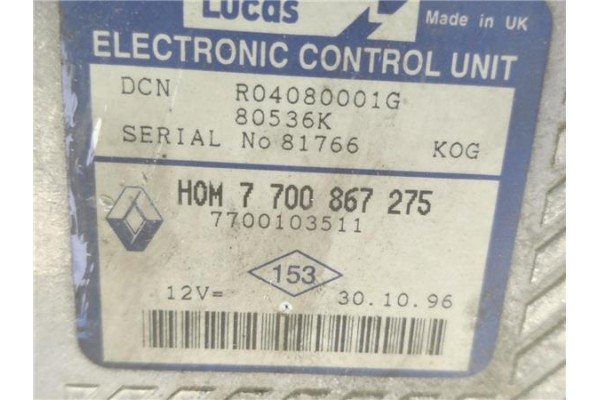 Lucas
Made in UK
ELECTRONIC CONTROL UNIT
DCN R04080001G
80536K
SERIAL No 81766 KOG
HOM 7 700 867 275
7700103511
153
12V= 30.10.96